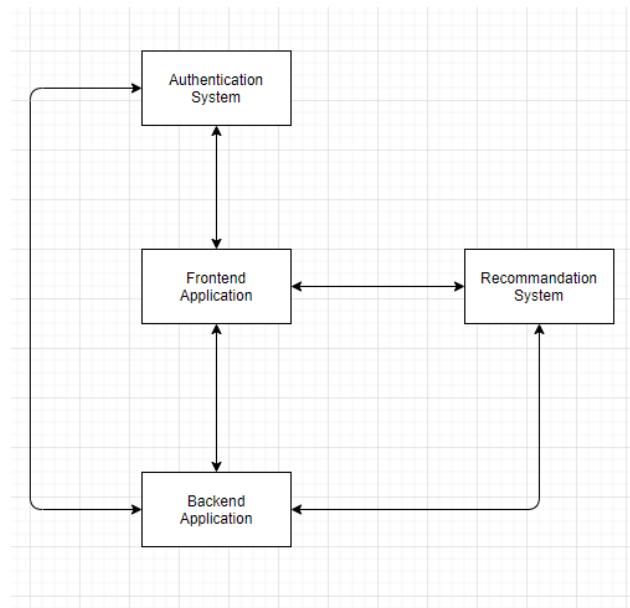 Authentication
System
Frontend
Application
Recommandation
System
Backend
Application